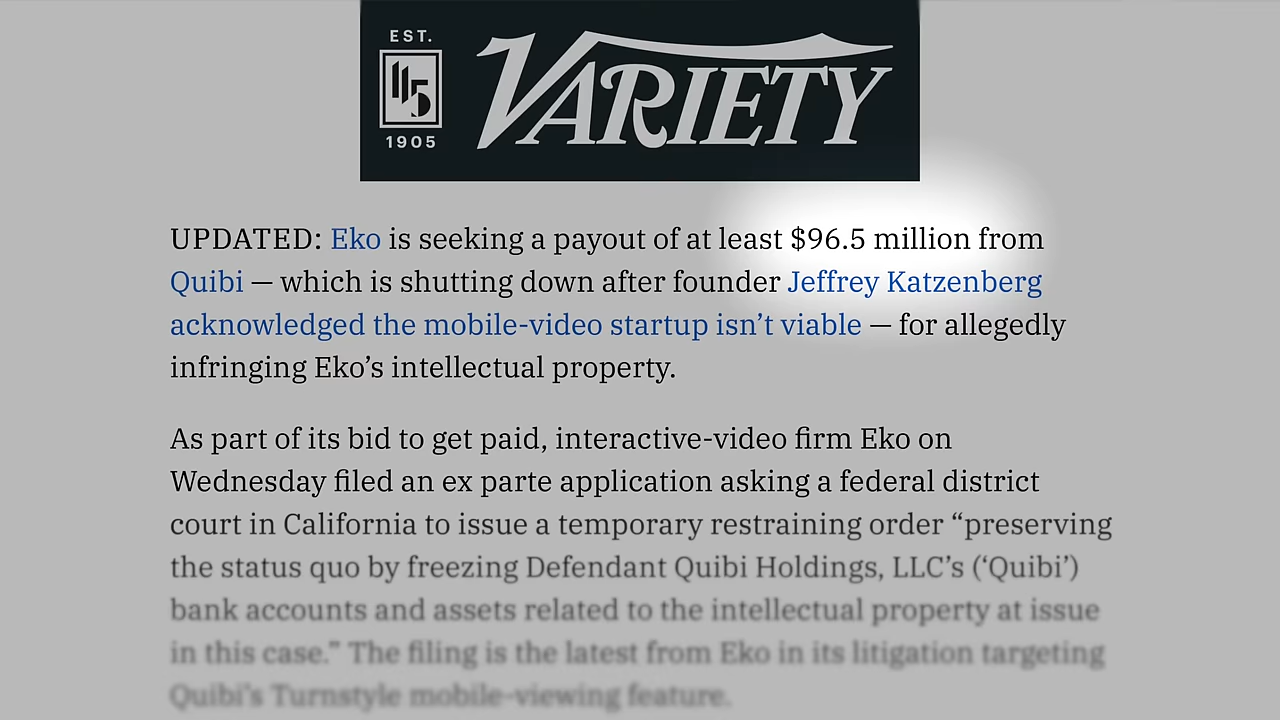 EST.
115
1905
VARIETY
UPDATED: Eko is seeking a payout of at least $96.5 million from
Quibi — which is shutting down after founder Jeffrey Katzenberg
acknowledged the mobile-video startup isn’t viable — for allegedly
infringing Eko’s intellectual property.
As part of its bid to get paid, interactive-video firm Eko on
Wednesday filed an ex parte application asking a federal district
court in California to issue a temporary restraining order “preserving
the status quo by freezing Defendant Quibi Holdings, LLC’s (‘Quibi’)
bank accounts and assets related to the intellectual property at issue
in this case.” The filing is the latest from Eko in its litigation targeting
Quibi’s Turnstyle mobile-viewing feature.